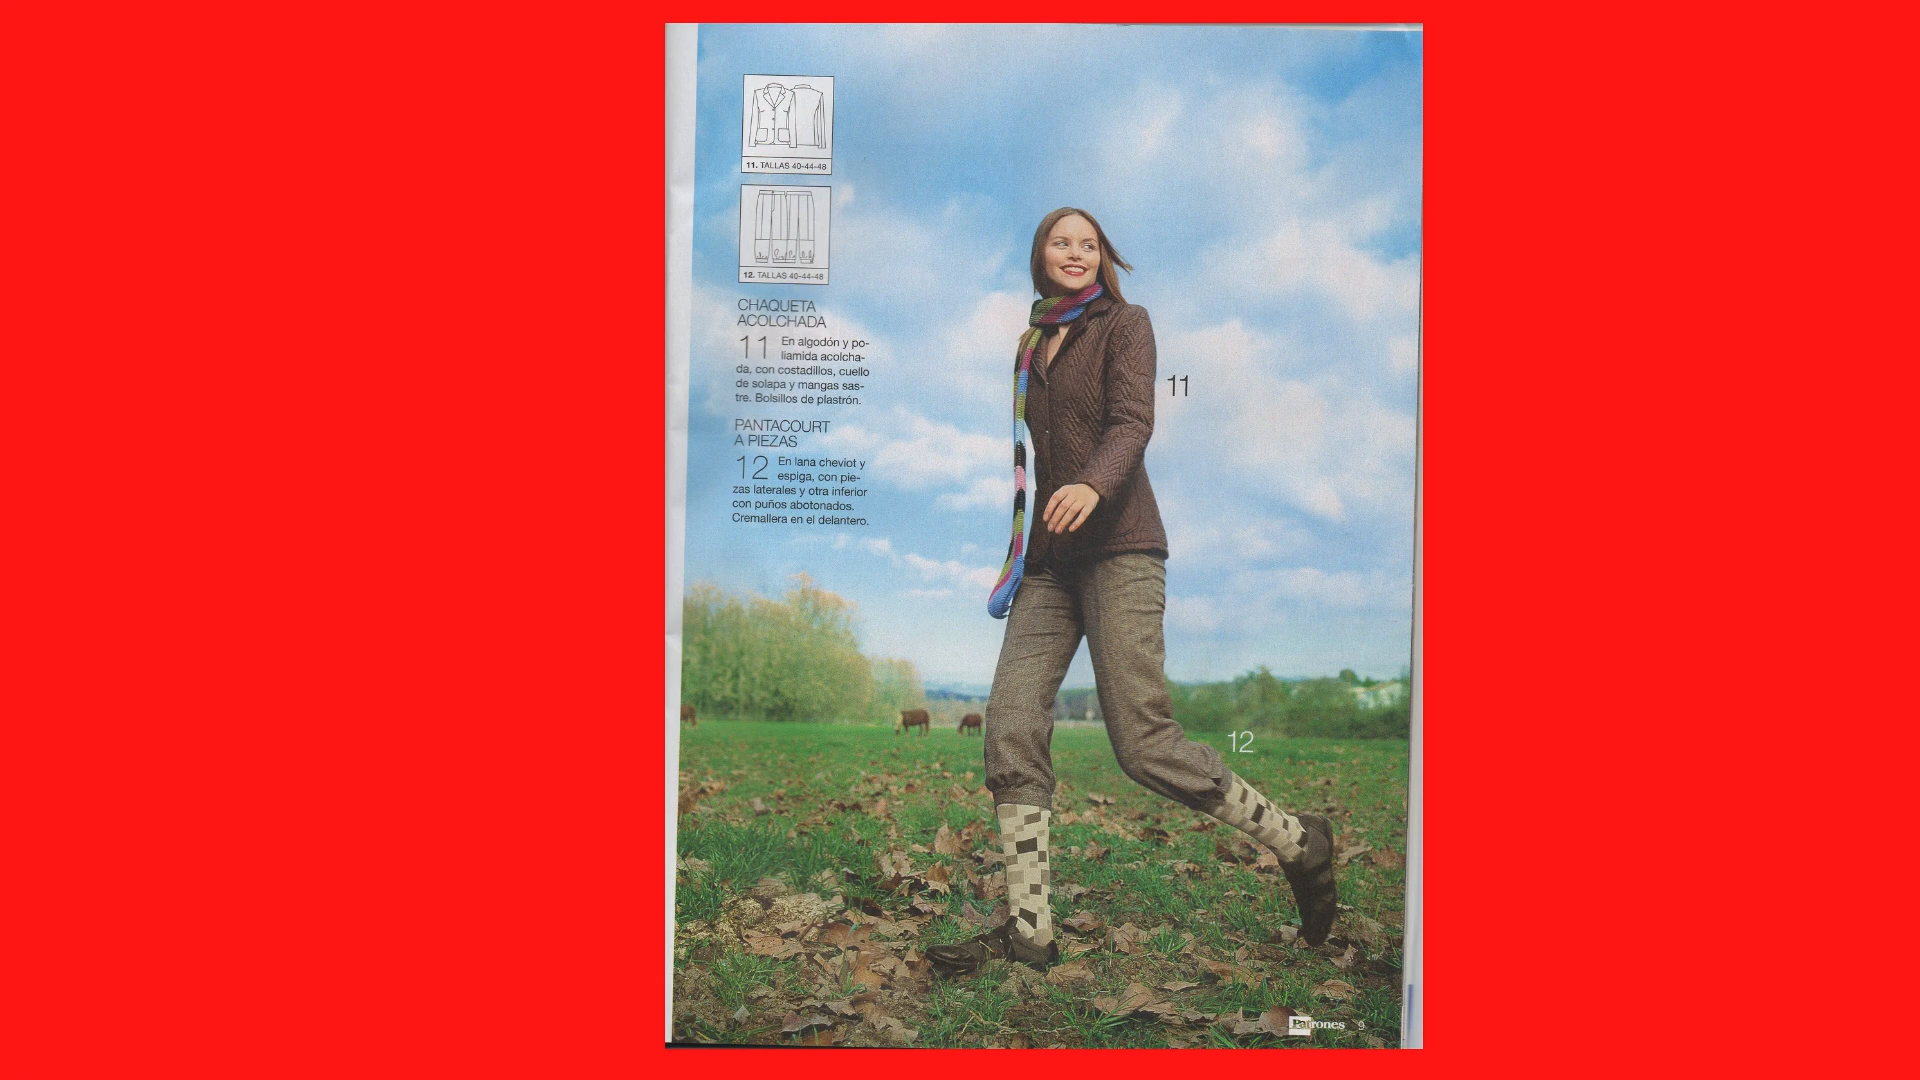 11. TALLAS 40-44-48
12. TALLAS 40-44-48
CHAQUETA
ACOLCHADA
11 En algodón y po-
liamida acolcha-
da, con costadillos, cuello
de solapa y mangas sas-
tre. Bolsillos de plastrón.
PANTACOURT
A PIEZAS
12 En lana cheviot y
espiga, con pie-
zas laterales y otra inferior
con puños abotonados.
Cremallera en el delantero.
11
12
Patrones 9